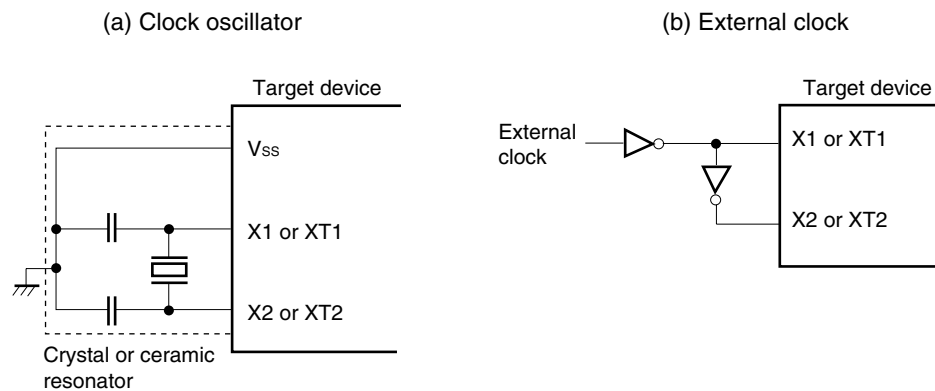 (a) Clock oscillator
Target device
VSS
X1 or XT1
X2 or XT2
Crystal or ceramic
resonator
(b) External clock
Target device
External
clock
X1 or XT1
X2 or XT2